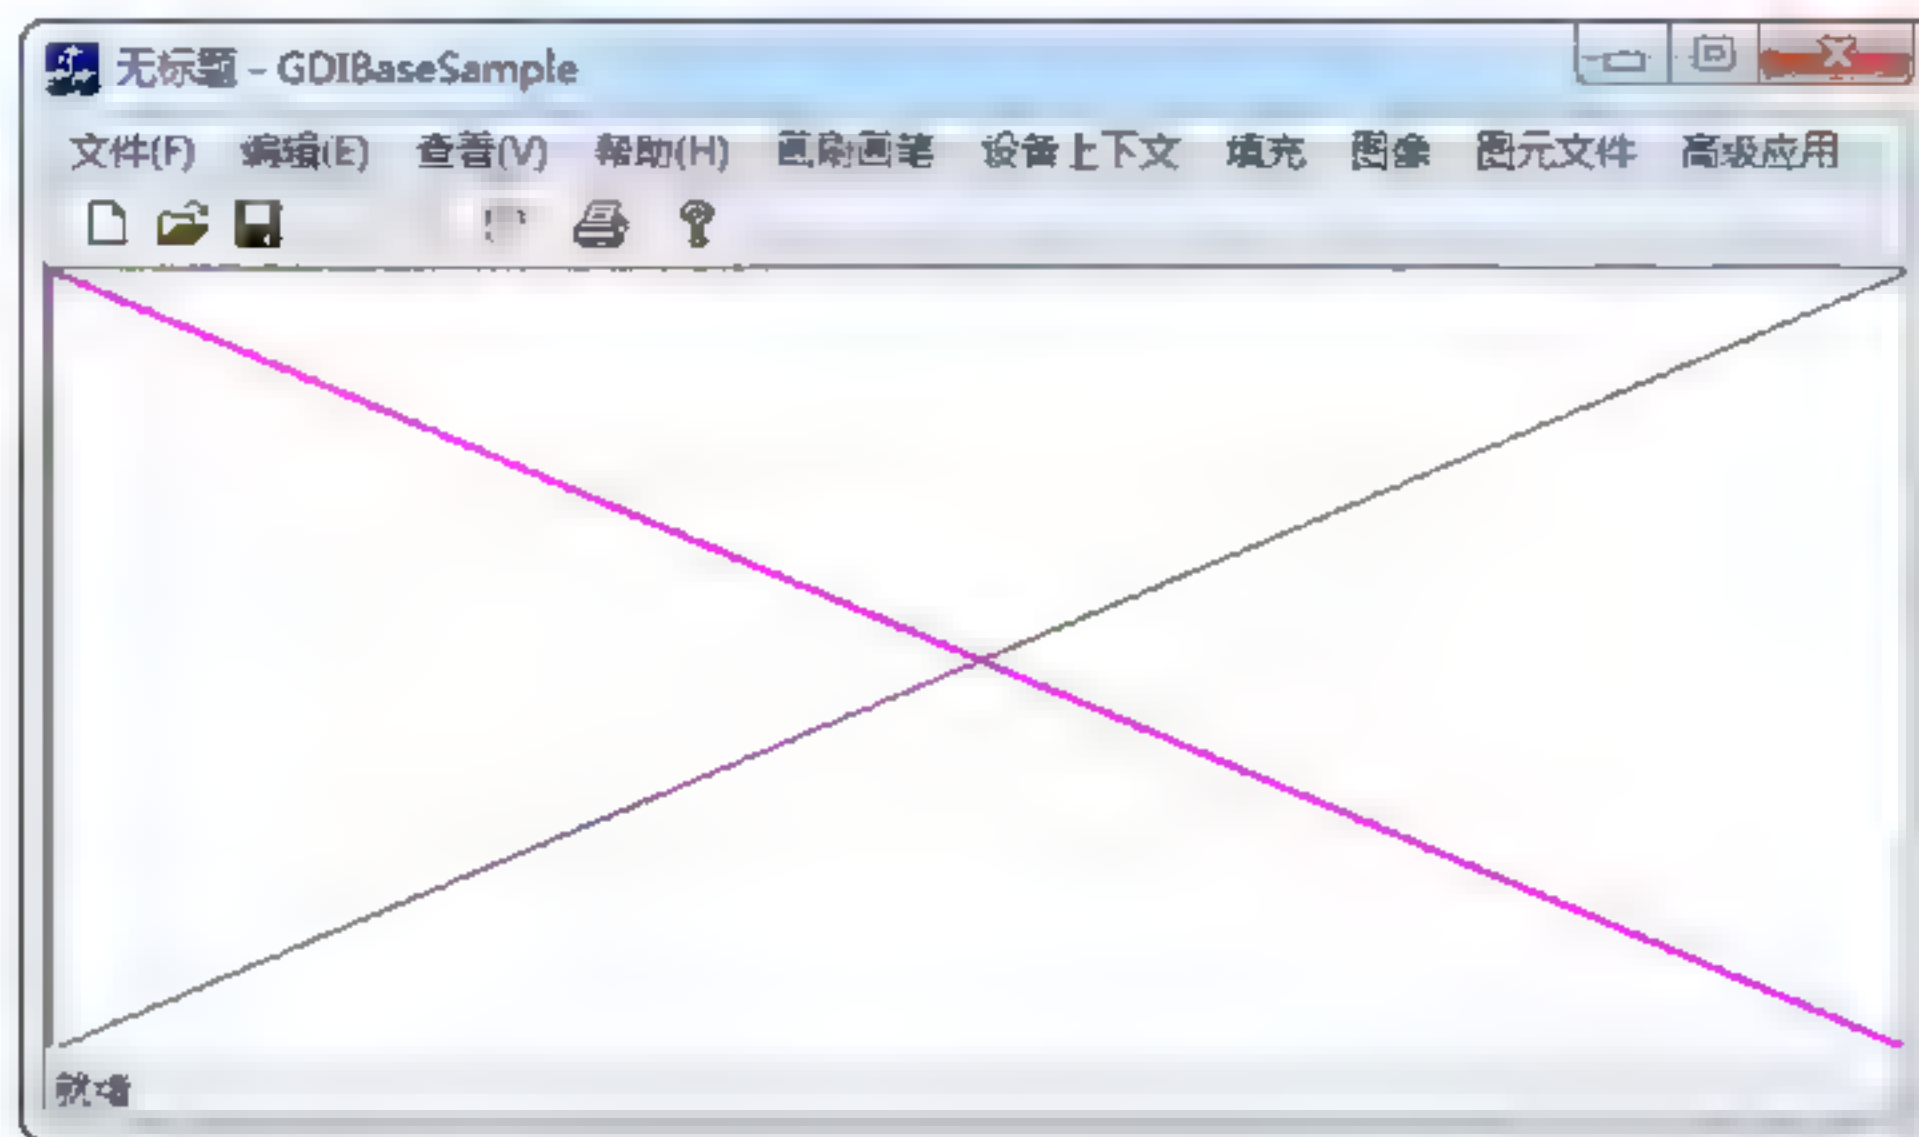 无标题 - GDIBaseSample
文件(F) 编辑(E) 查看(V) 帮助(H) 画刷画笔 设备上下文 填充 图像 图元文件 高级应用
就绪